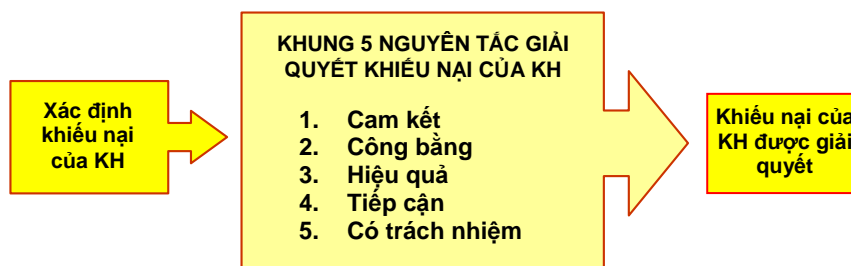 Xác định
khiếu nại
của KH
KHUNG 5 NGUYÊN TẮC GIẢI
QUYẾT KHIẾU NẠI CỦA KH
1. Cam kết
2. Công bằng
3. Hiệu quả
4. Tiếp cận
5. Có trách nhiệm
Khiếu nại của
KH được giải
quyết